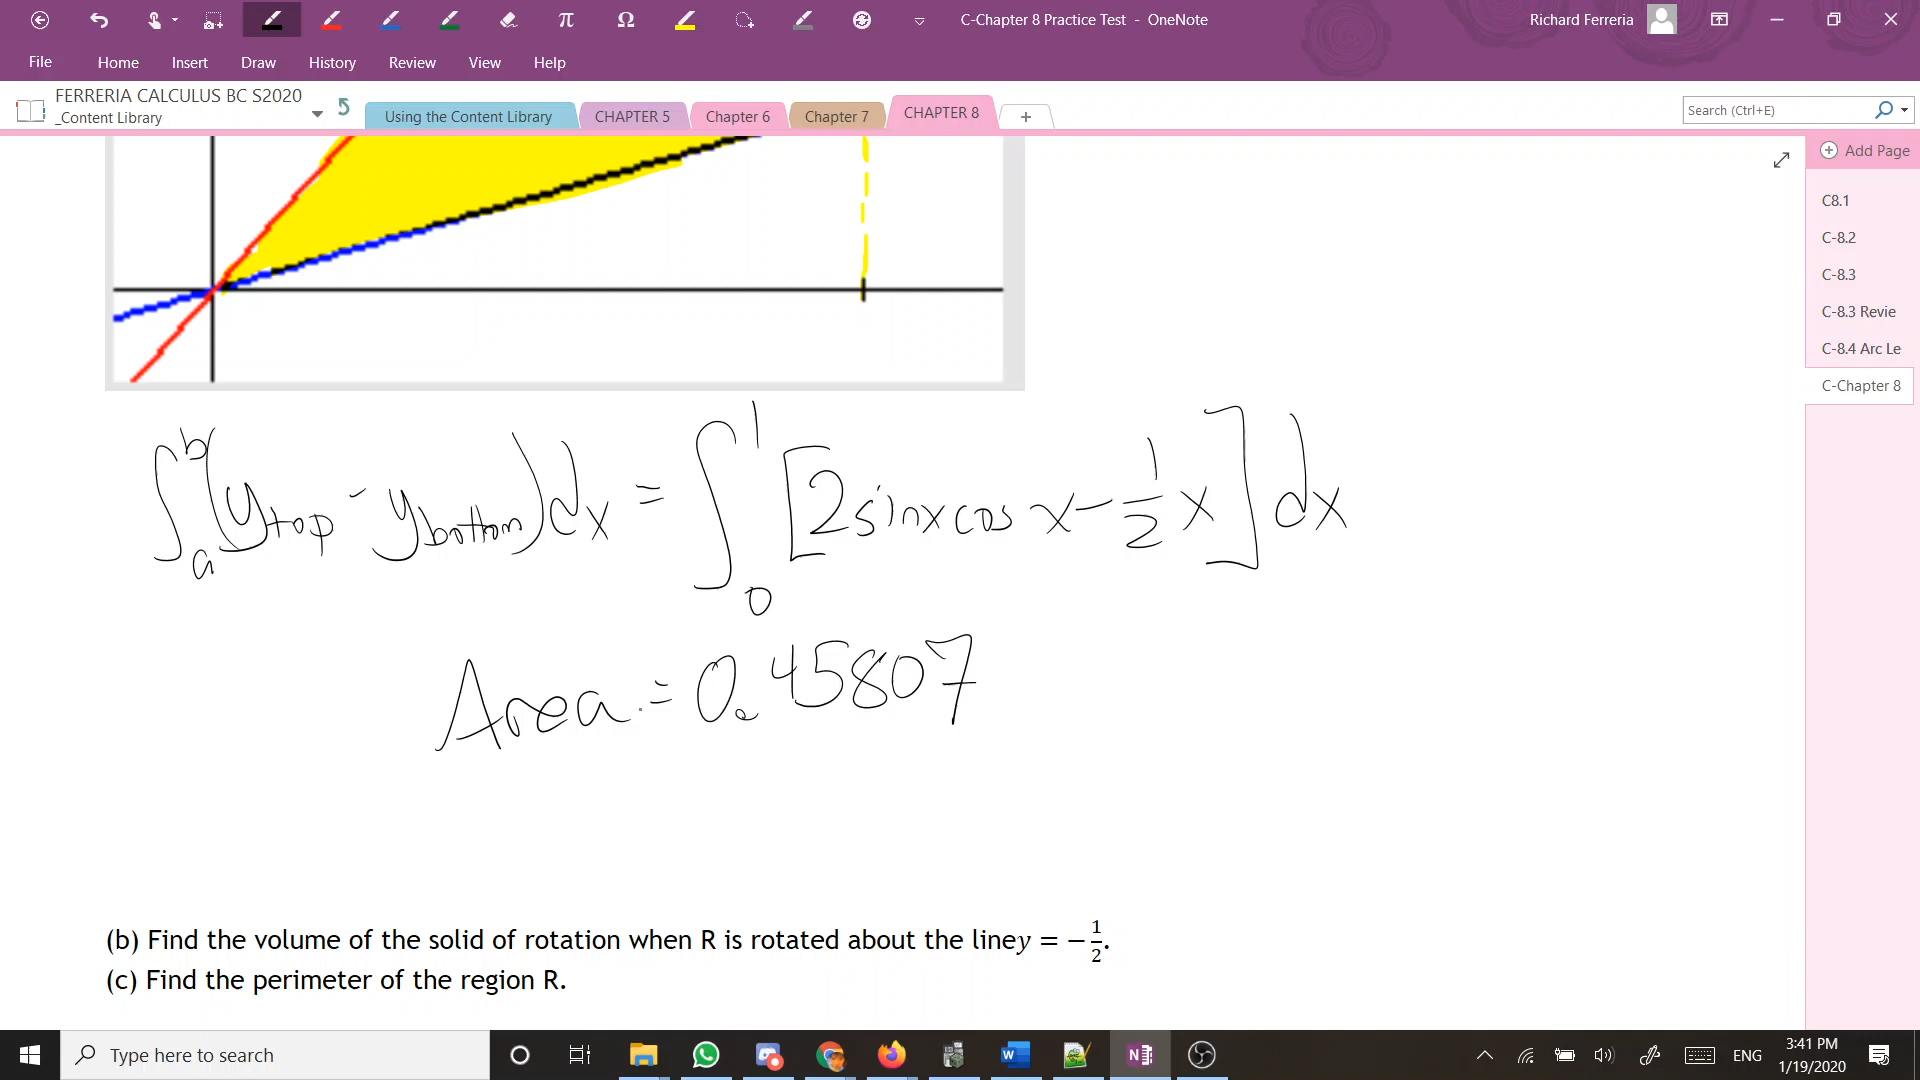 C-Chapter 8 Practice Test - OneNote
Richard Ferreria
File Home Insert Draw History Review View Help
FERRERIA CALCULUS BC S2020
_Content Library
Using the Content Library CHAPTER 5 Chapter 6 Chapter 7 CHAPTER 8 +
Search (Ctrl+E)
Add Page
C8.1
C-8.2
C-8.3
C-8.3 Revie
C-8.4 Arc Le
C-Chapter 8
∫_a^b (y_top - y_bottom) dx = ∫_0^1 [2 sin x cos x - 1/2 x] dx
Area = 0.45807
(b) Find the volume of the solid of rotation when R is rotated about the liney = -1/2.
(c) Find the perimeter of the region R.
Type here to search
ENG
3:41 PM
1/19/2020